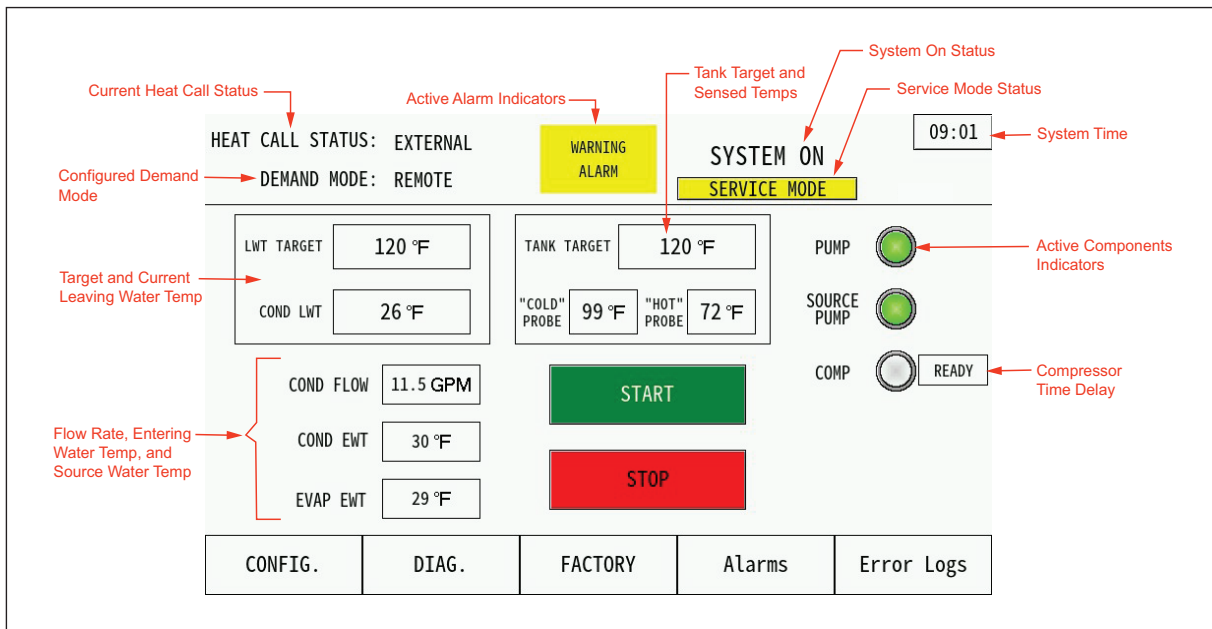 System On Status
Tank Target and
Sensed Temps
Current Heat Call Status
Active Alarm Indicators
Service Mode Status
HEAT CALL STATUS: EXTERNAL
WARNING
ALARM
SYSTEM ON
09:01
System Time
Configured Demand
Mode
DEMAND MODE: REMOTE
SERVICE MODE
LWT TARGET 120 °F
TANK TARGET 120 °F
PUMP
Active Components
Indicators
Target and Current
Leaving Water Temp
COND LWT 26 °F
"COLD"
PROBE
99 °F
"HOT"
PROBE
72 °F
SOURCE
PUMP
COND FLOW 11.5 GPM
START
COMP
READY
Compressor
Time Delay
Flow Rate, Entering
Water Temp, and
Source Water Temp
COND EWT 30 °F
STOP
EVAP EWT 29 °F
CONFIG. DIAG. FACTORY Alarms Error Logs